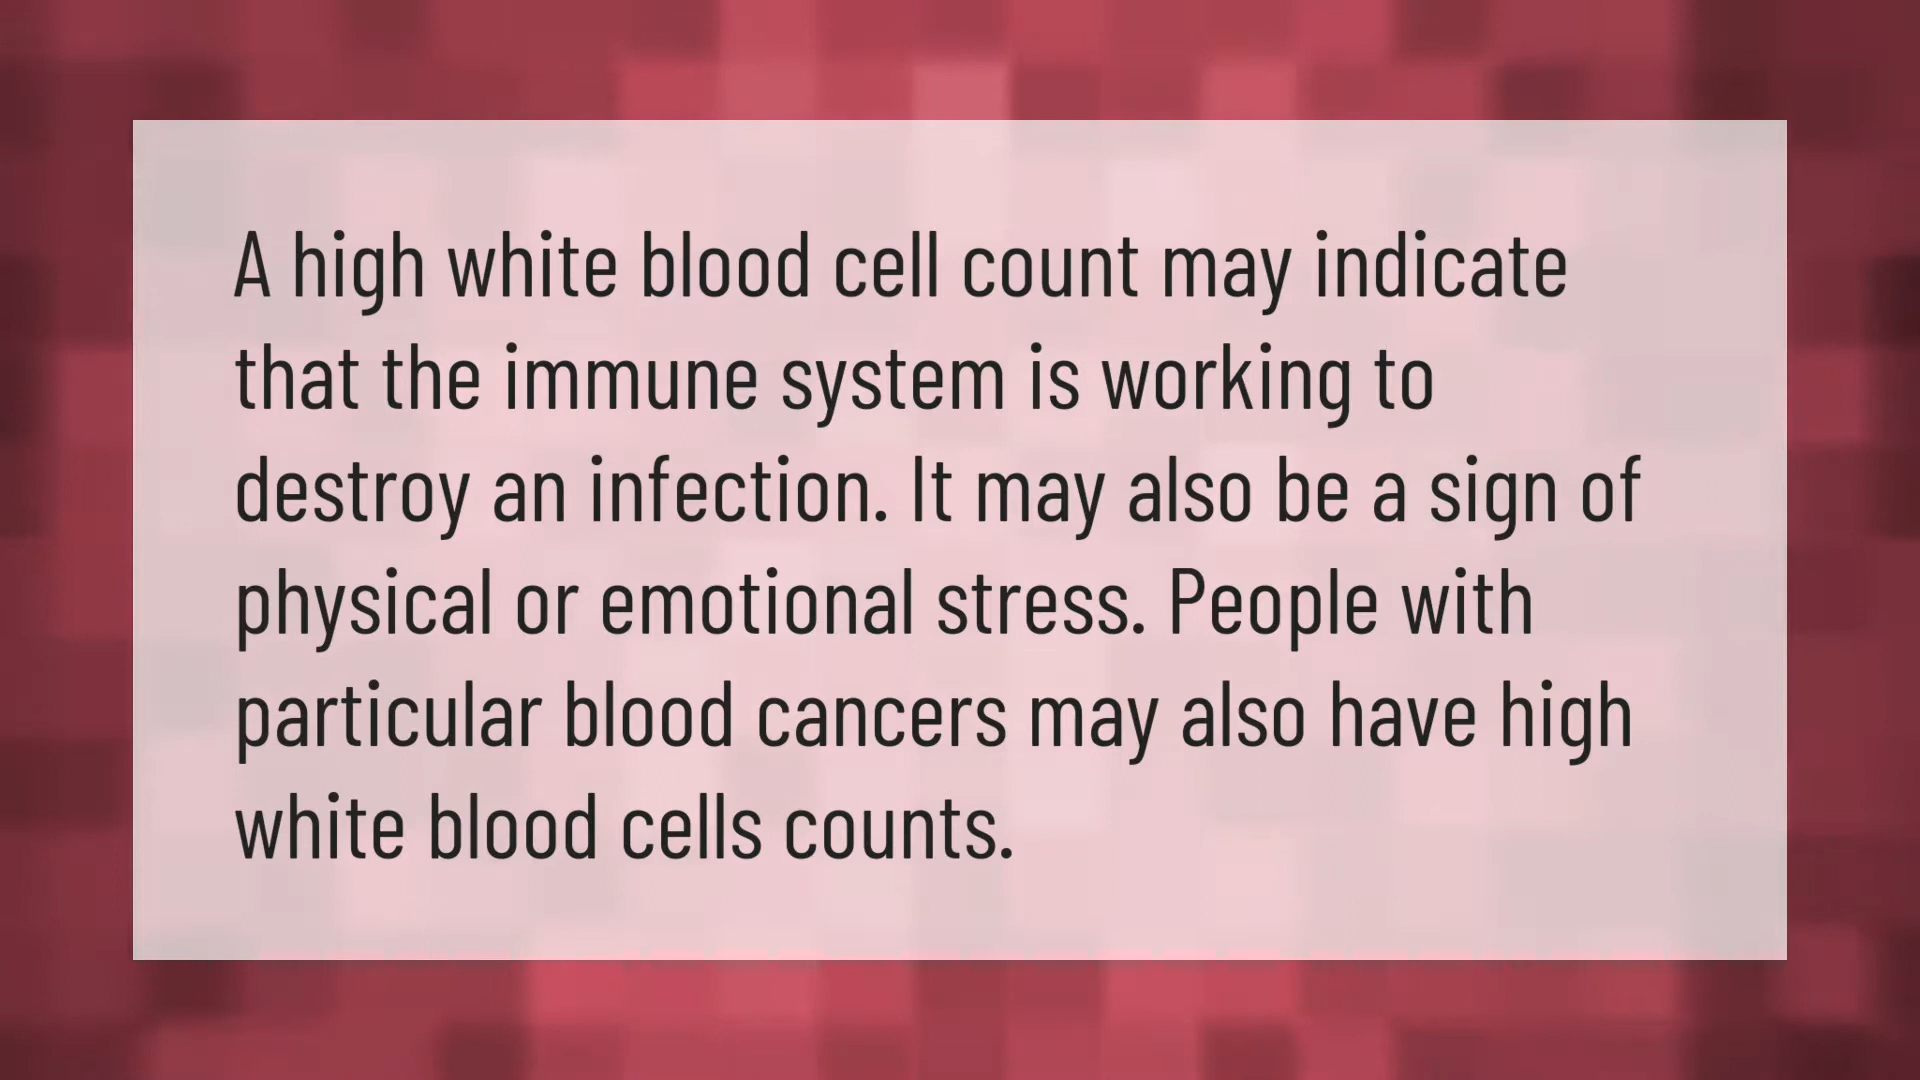 A high white blood cell count may indicate
that the immune system is working to
destroy an infection. It may also be a sign of
physical or emotional stress. People with
particular blood cancers may also have high
white blood cells counts.